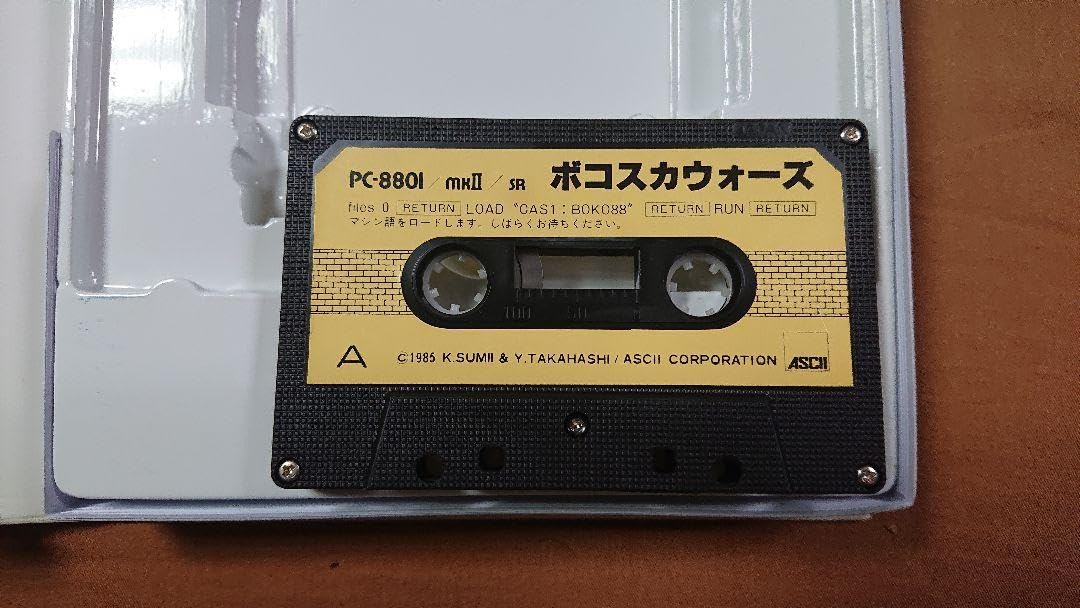 PC-8801/mkII/SR ボコスカウォーズ
files 0 RETURN LOAD "CAS1:BOKO88" RETURN RUN RETURN
マシン語をロードします。しばらくお待ちください。
100 50 0
A ©1985 K.SUMII & Y.TAKAHASHI/ASCII CORPORATION ASCII